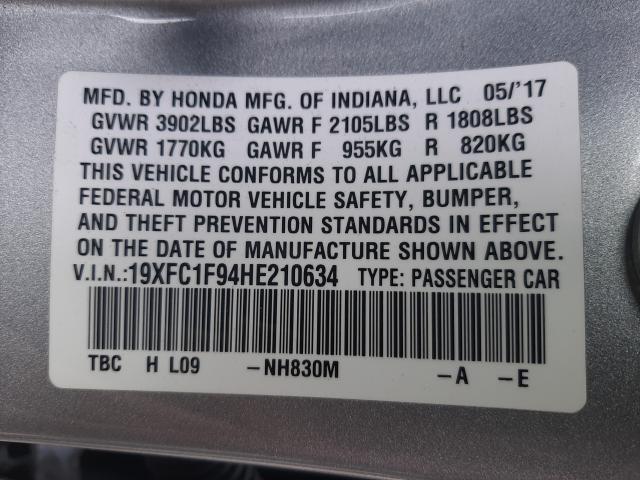 MFD. BY HONDA MFG. OF INDIANA, LLC 05/'17
GVWR 3902LBS GAWR F 2105LBS R 1808LBS
GVWR 1770KG GAWR F 955KG R 820KG
THIS VEHICLE CONFORMS TO ALL APPLICABLE
FEDERAL MOTOR VEHICLE SAFETY, BUMPER,
AND THEFT PREVENTION STANDARDS IN EFFECT
ON THE DATE OF MANUFACTURE SHOWN ABOVE.
V.I.N.:19XFC1F94HE210634 TYPE: PASSENGER CAR
TBC H L09 -NH830M -A -E